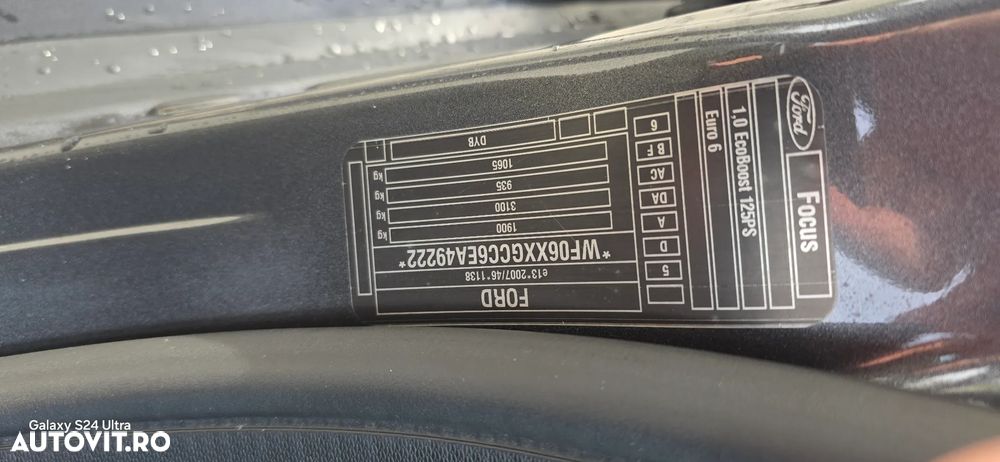 FORD
e13*2007/46*1138
*WF06XXGCC6EA49222*
1900 kg
3100 kg
935 kg
1065 kg
DYB
5
D
A
DA
AC
B F
6
Ford
Focus
1,0 EcoBoost 125PS
Euro 6
Galaxy S24 Ultra
AUTOVIT.RO